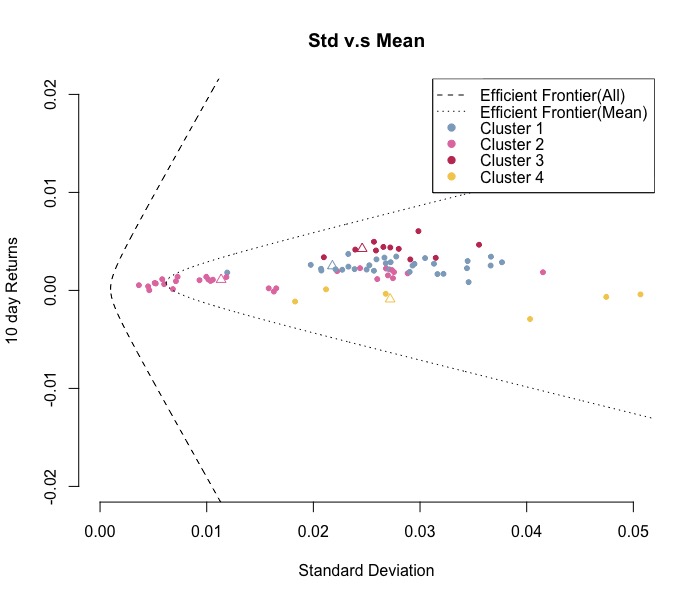 Std v.s Mean
Efficient Frontier(All)
Efficient Frontier(Mean)
Cluster 1
Cluster 2
Cluster 3
Cluster 4
10 day Returns
0.02
0.01
0.00
-0.01
-0.02
0.00 0.01 0.02 0.03 0.04 0.05
Standard Deviation